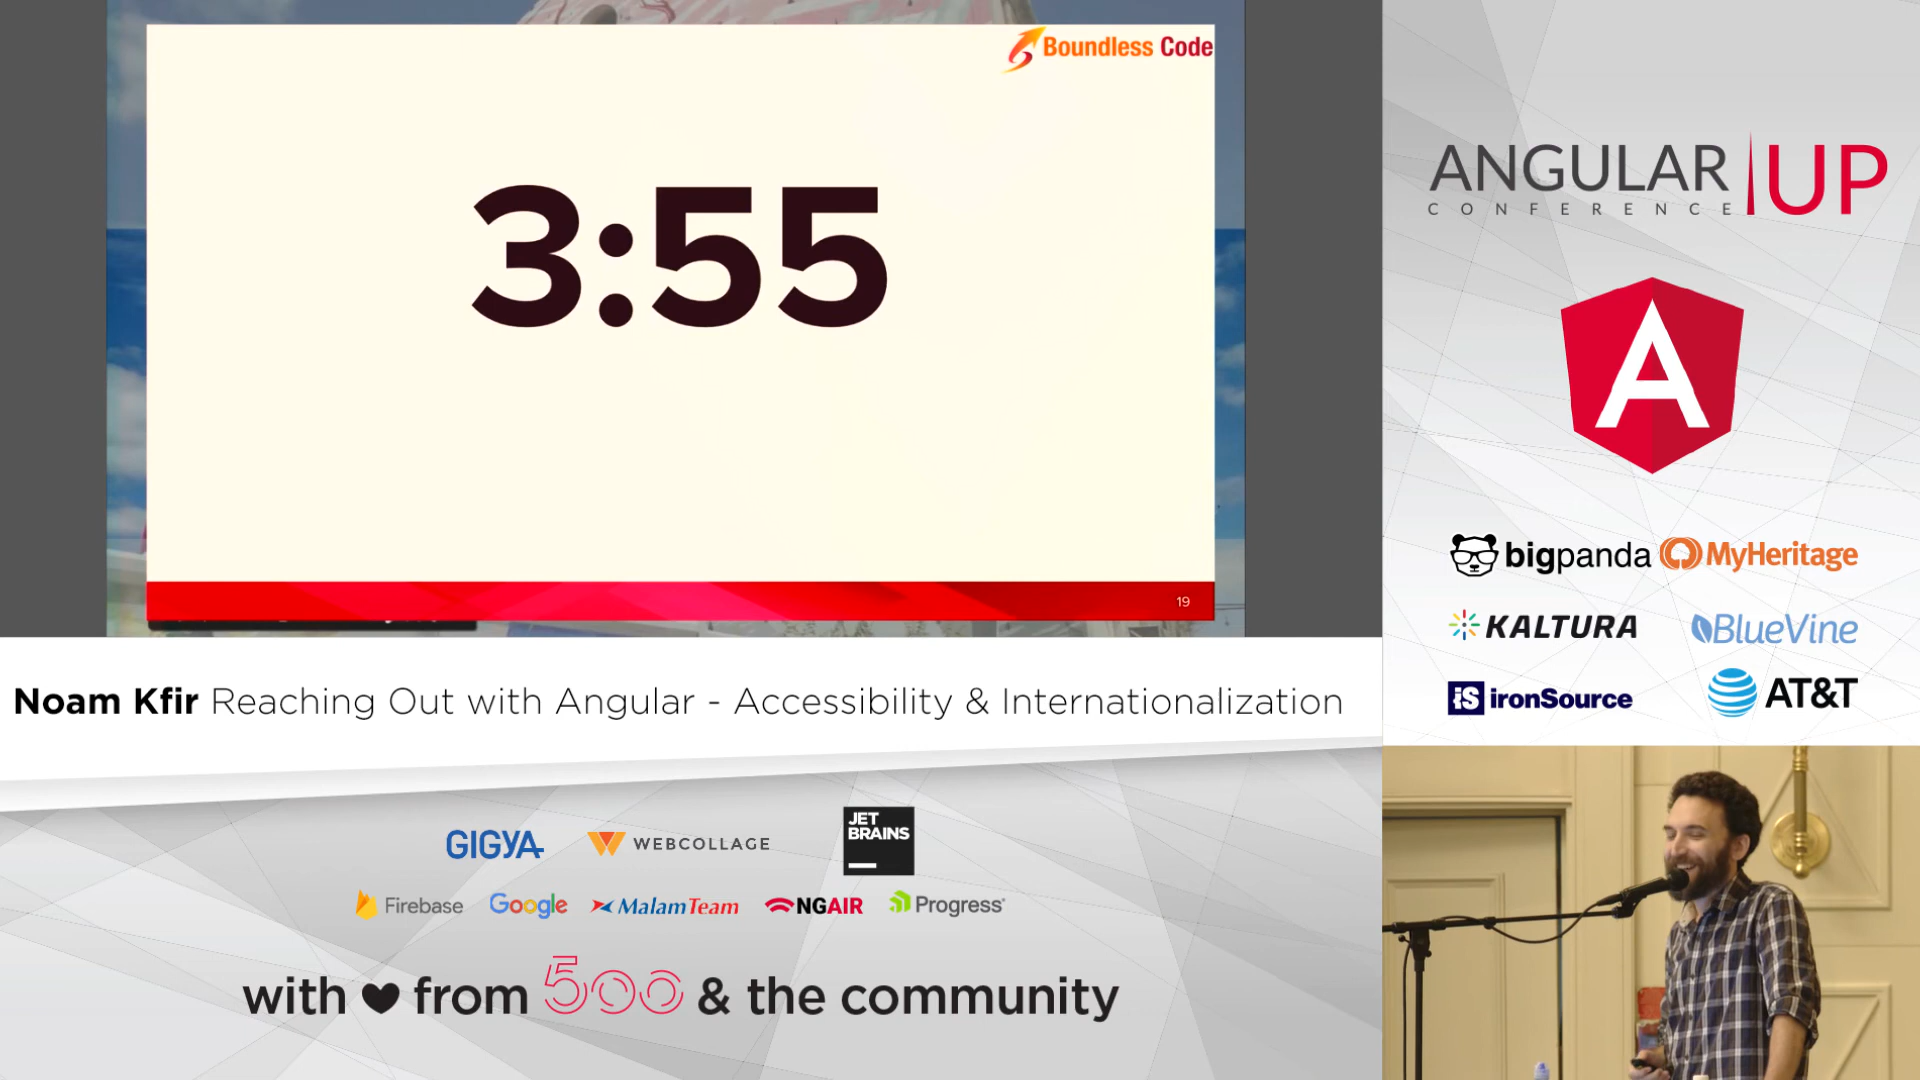 Boundless Code
3:55
19
ANGULAR UP
CONFERENCE
A
bigpanda MyHeritage
KALTURA BlueVine
iS ironSource AT&T
Noam Kfir Reaching Out with Angular - Accessibility & Internationalization
GIGYA WEBCOLLAGE JET
BRAINS
Firebase Google MalamTeam NGAIR Progress
with ♥ from 500 & the community